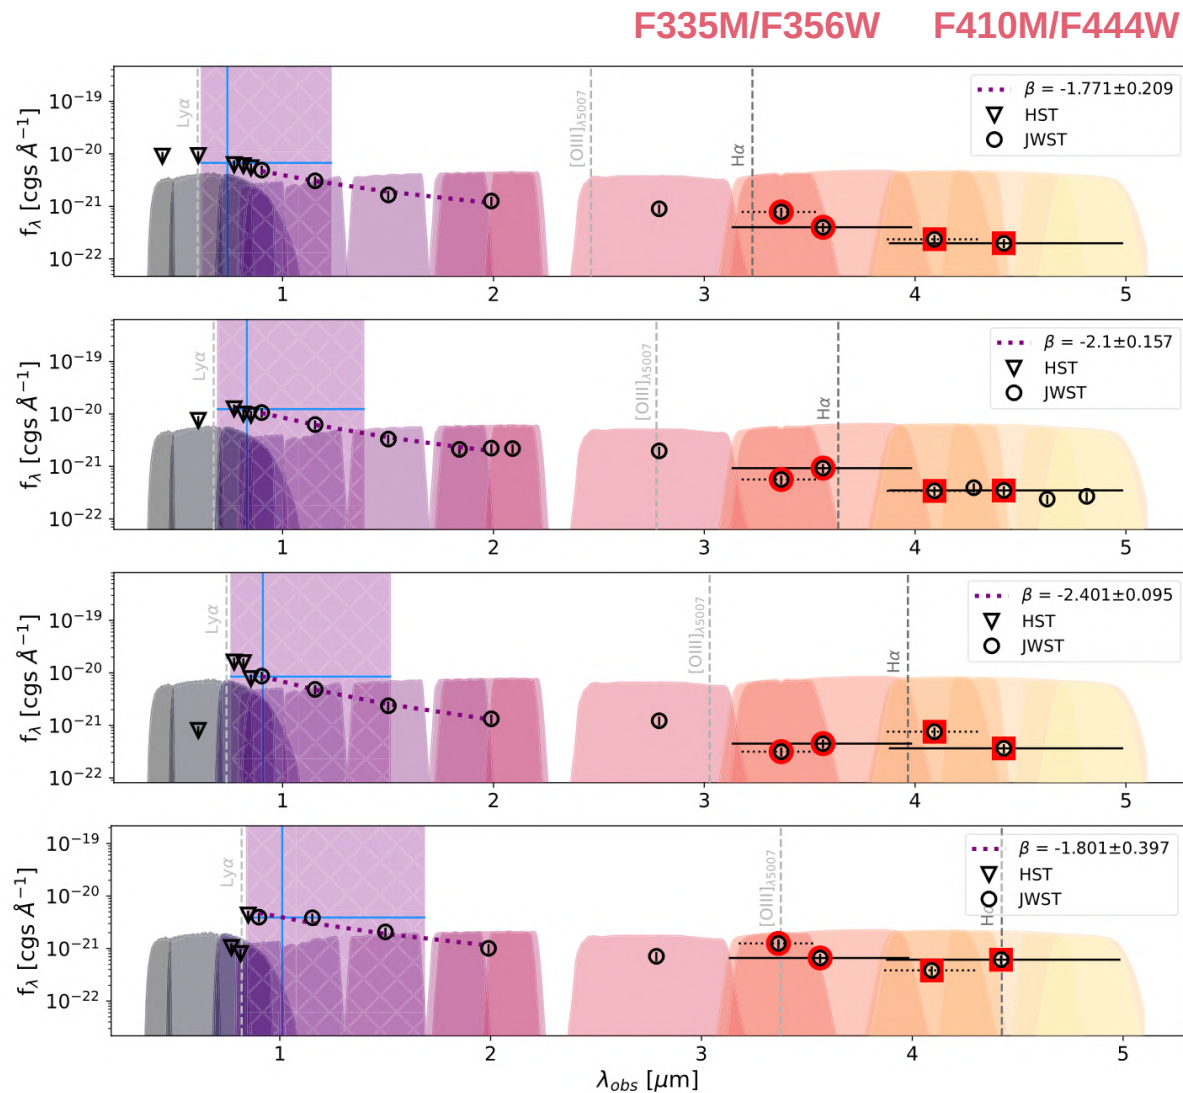 F335M/F356W F410M/F444W
10⁻¹⁹
10⁻²⁰
10⁻²¹
10⁻²²
f_λ [cgs Å⁻¹]
Lyα
[OIII]λ5007
Hα
β = -1.771±0.209
HST
JWST
1 2 3 4 5
10⁻¹⁹
10⁻²⁰
10⁻²¹
10⁻²²
f_λ [cgs Å⁻¹]
Lyα
[OIII]λ5007
Hα
β = -2.1±0.157
HST
JWST
1 2 3 4 5
10⁻¹⁹
10⁻²⁰
10⁻²¹
10⁻²²
f_λ [cgs Å⁻¹]
Lyα
[OIII]λ5007
Hα
β = -2.401±0.095
HST
JWST
1 2 3 4 5
10⁻¹⁹
10⁻²⁰
10⁻²¹
10⁻²²
f_λ [cgs Å⁻¹]
Lyα
[OIII]λ5007
Hα
β = -1.801±0.397
HST
JWST
1 2 3 4 5
λ_obs [μm]